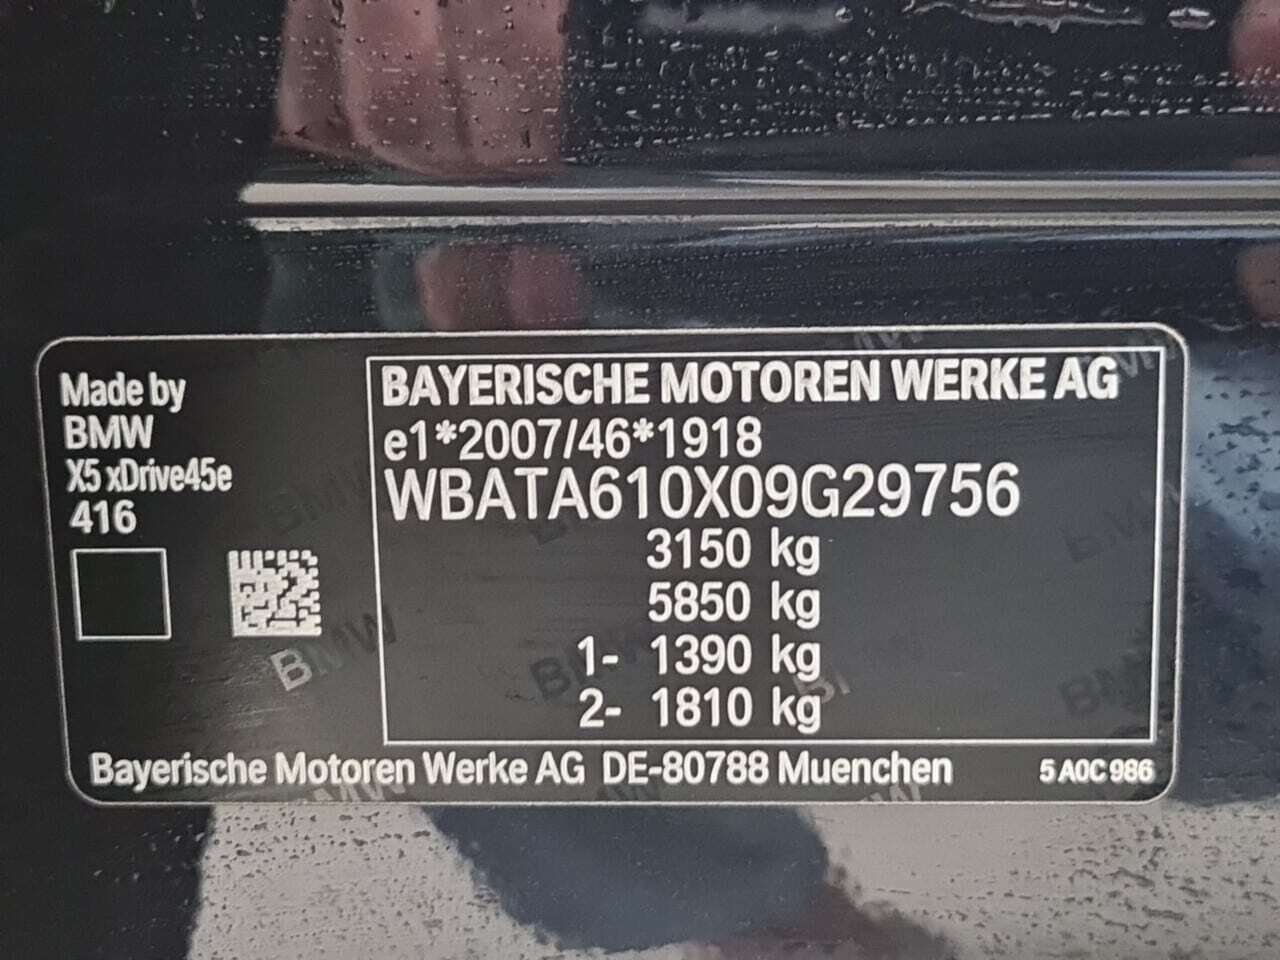 Made by
BMW
X5 xDrive45e
416
BAYERISCHE MOTOREN WERKE AG
e1*2007/46*1918
WBATA610X09G29756
3150 kg
5850 kg
1- 1390 kg
2- 1810 kg
Bayerische Motoren Werke AG DE-80788 Muenchen
5 A0C 986